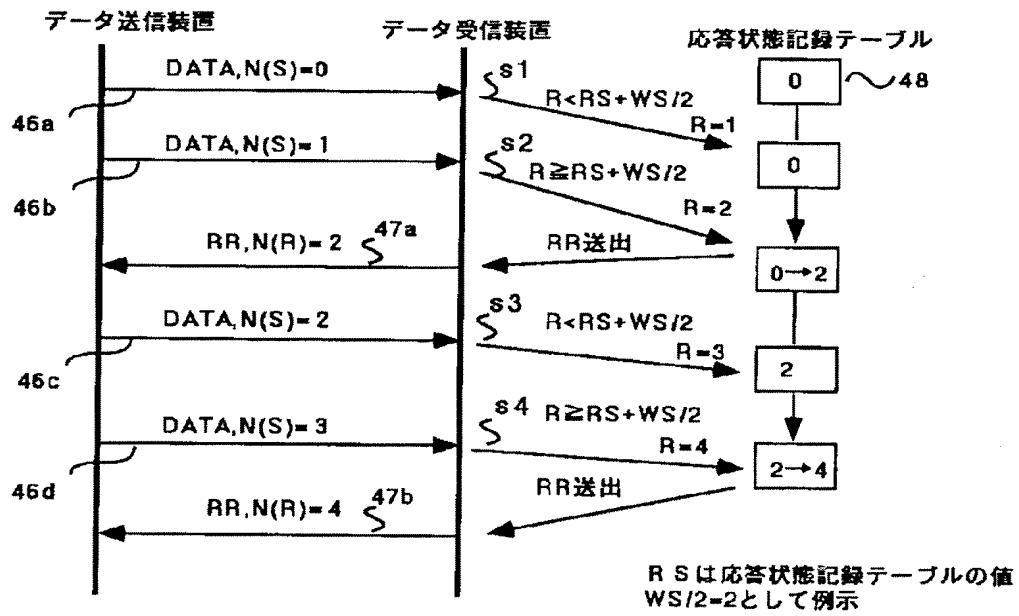 データ送信装置
データ受信装置
応答状態記録テーブル
DATA,N(S)=0
s1
R<RS+WS/2
R=1
0
48
46a
DATA,N(S)=1
s2
R≧RS+WS/2
R=2
0
46b
RR,N(R)=2
47a
RR送出
0→2
DATA,N(S)=2
s3
R<RS+WS/2
R=3
2
46c
DATA,N(S)=3
s4
R≧RS+WS/2
R=4
2→4
46d
RR,N(R)=4
47b
RR送出
RSは応答状態記録テーブルの値
WS/2=2として例示